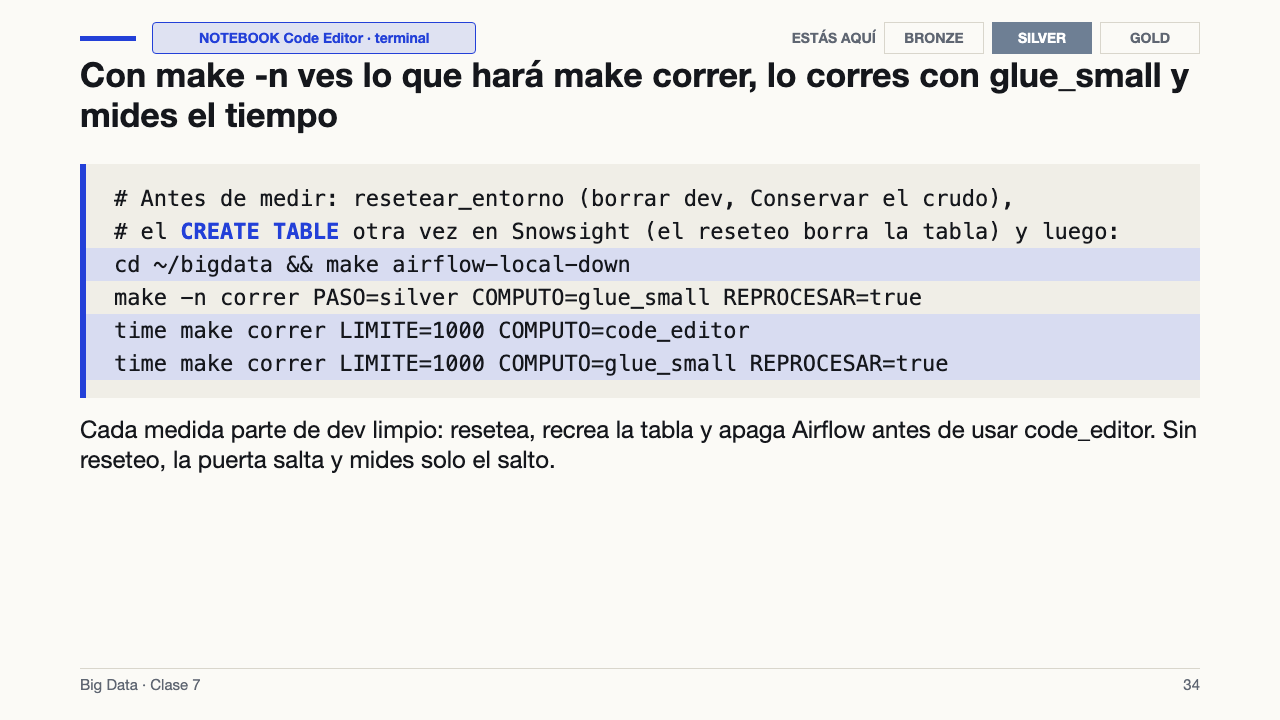 NOTEBOOK Code Editor · terminal
ESTÁS AQUÍ
BRONZE
SILVER
GOLD
Con make -n ves lo que hará make correr, lo corres con glue_small y
mides el tiempo
# Antes de medir: resetear_entorno (borrar dev, Conservar el crudo),
# el CREATE TABLE otra vez en Snowsight (el reseteo borra la tabla) y luego:
cd ~/bigdata && make airflow-local-down
make -n correr PASO=silver COMPUTO=glue_small REPROCESAR=true
time make correr LIMITE=1000 COMPUTO=code_editor
time make correr LIMITE=1000 COMPUTO=glue_small REPROCESAR=true
Cada medida parte de dev limpio: resetea, recrea la tabla y apaga Airflow antes de usar code_editor. Sin
reseteo, la puerta salta y mides solo el salto.
Big Data · Clase 7
34